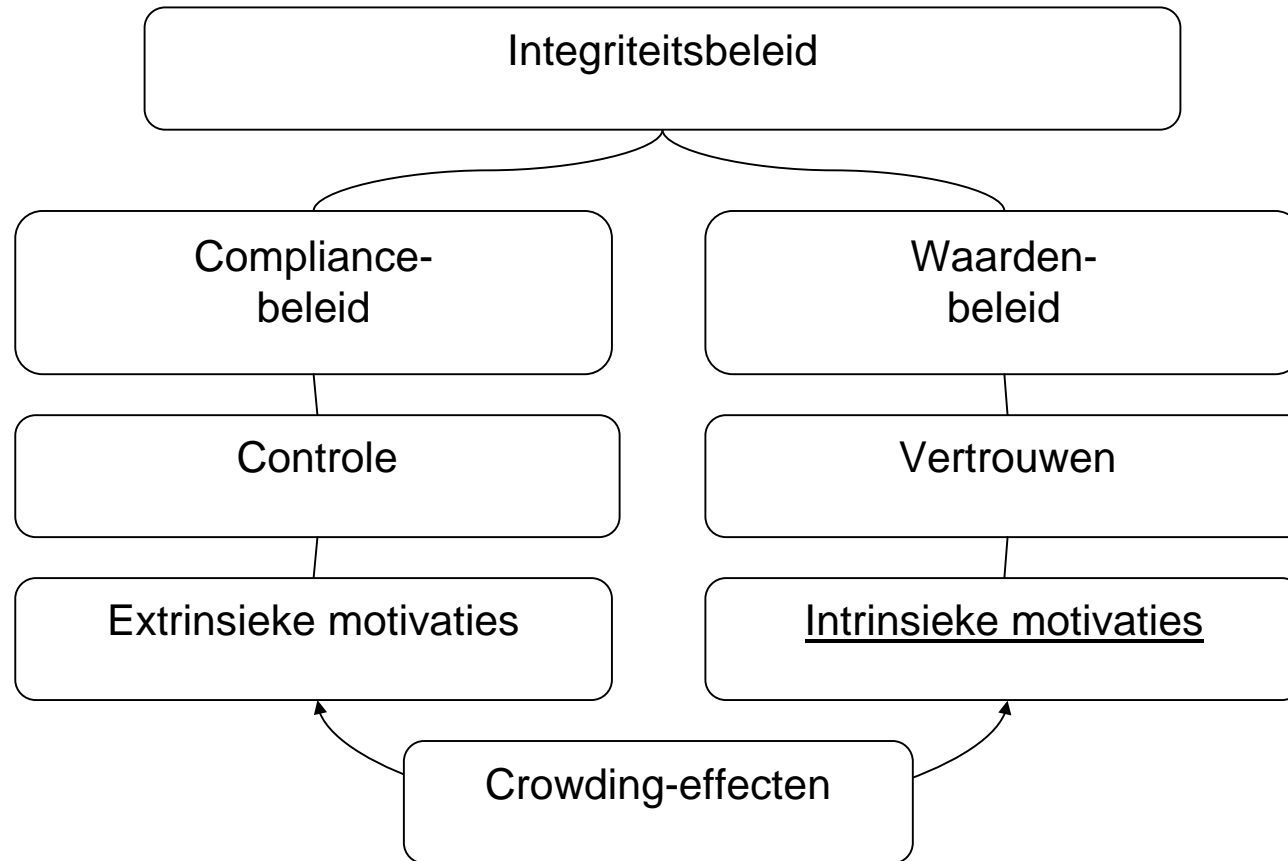 Integriteitsbeleid
Compliance-
beleid
Waarden-
beleid
Controle
Vertrouwen
Extrinsieke motivaties
Intrinsieke motivaties
Crowding-effecten